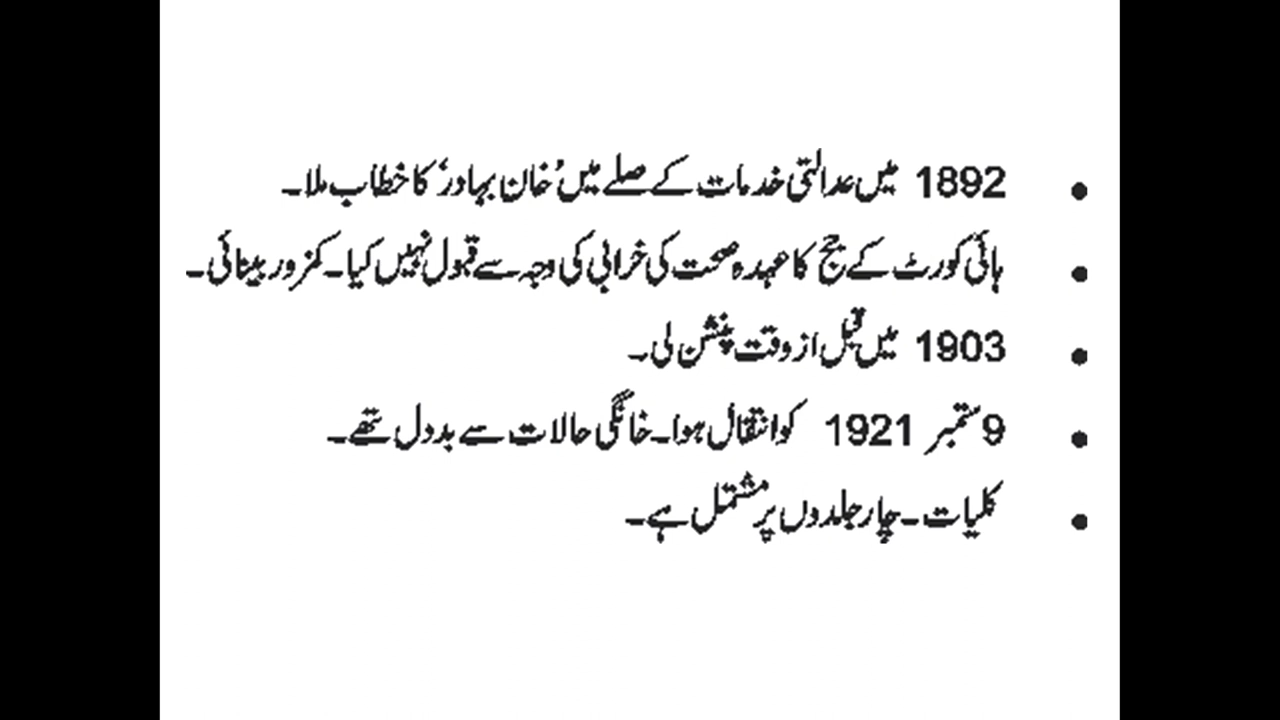 • 1892 میں عدالتی خدمات کے صلے میں ’خان بہادر‘ کا خطاب ملا۔
• ہائی کورٹ کے جج کا عہدہ صحت کی خرابی کی وجہ سے قبول نہیں کیا۔ کمزور بینائی۔
• 1903 میں قبل از وقت پنشن لی۔
• 9 ستمبر 1921 کو انتقال ہوا۔ خانگی حالات سے بددل تھے۔
• کلیات۔ چار جلدوں پر مشتمل ہے۔